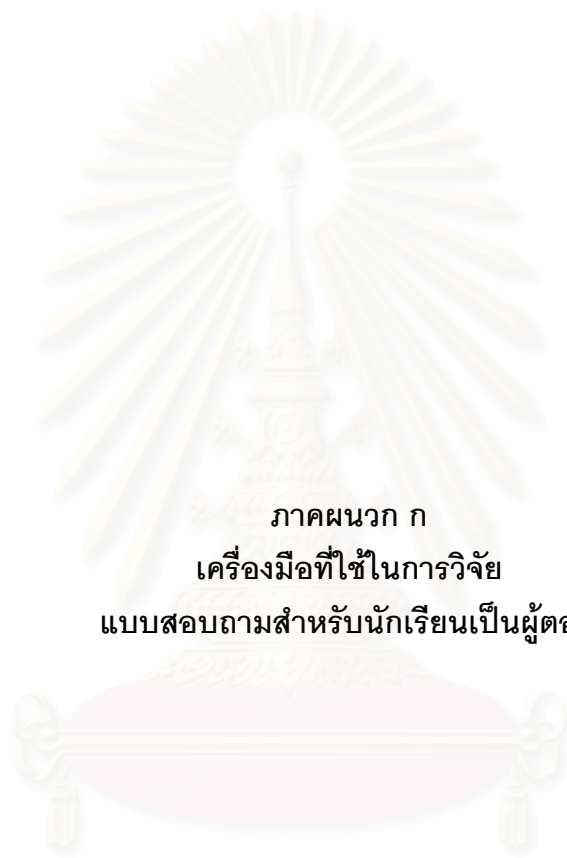 ภาคผนวก ก
เครื่องมือที่ใช้ในการวิจัย
แบบสอบถามสำหรับนักเรียนเป็นผู้